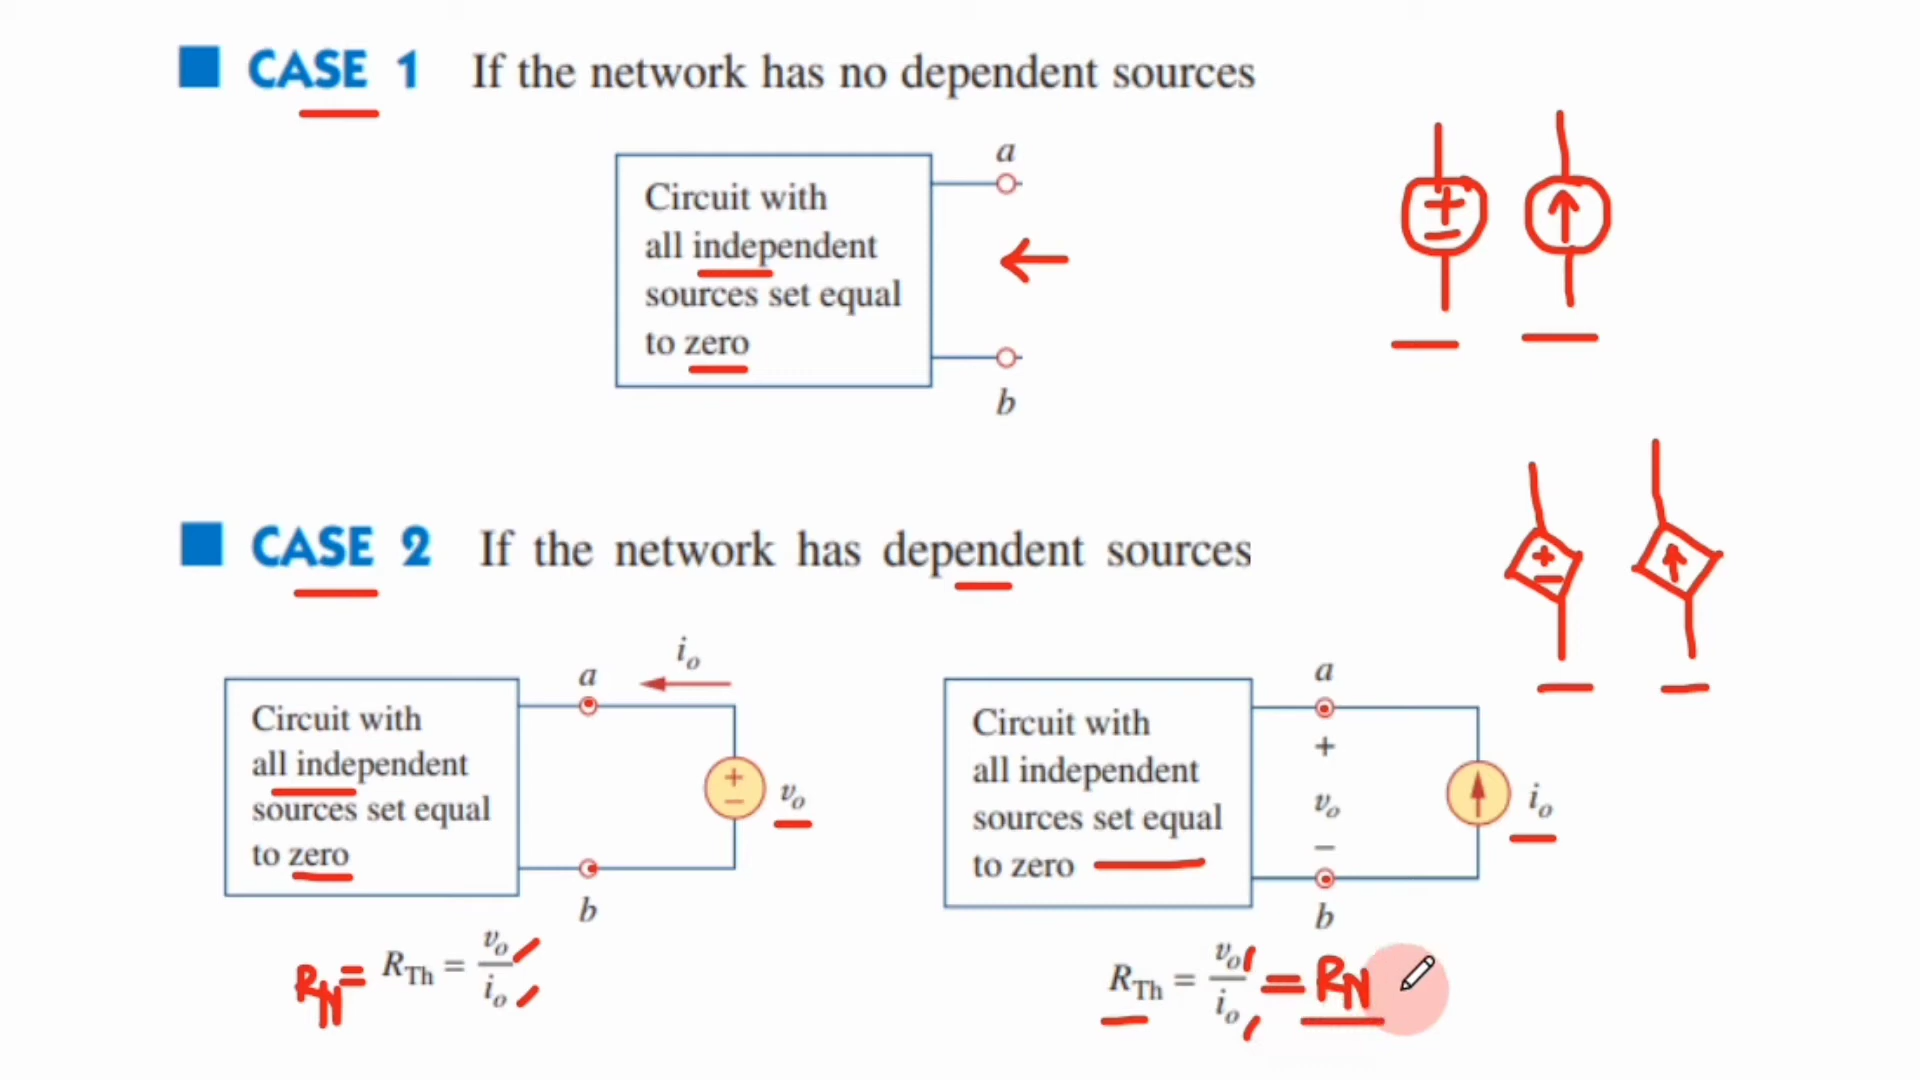 CASE 1 If the network has no dependent sources
a
Circuit with
all independent
sources set equal
to zero
b
+
−
CASE 2 If the network has dependent sources
+
−
i_o
a
Circuit with
all independent
sources set equal
to zero
+
−
v_o
b
R_N = R_Th = v_o / i_o
a
Circuit with
all independent
sources set equal
to zero
+
v_o
−
i_o
b
R_Th = v_o / i_o = R_N